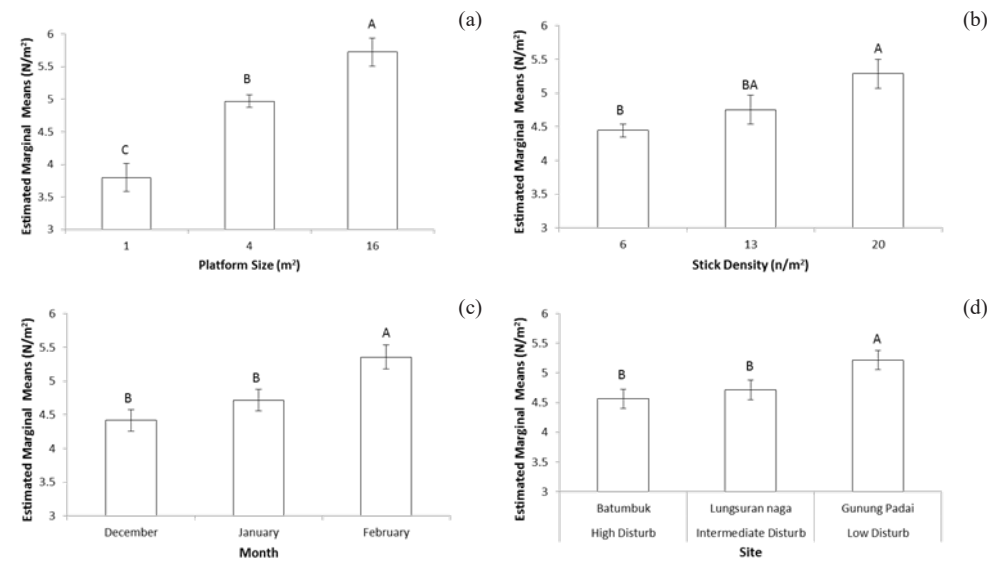 (a)
Estimated Marginal Means (N/m²)
6
5.5
5
4.5
4
3.5
3
C
B
A
1
4
16
Platform Size (m²)
(b)
Estimated Marginal Means (N/m²)
6
5.5
5
4.5
4
3.5
3
B
BA
A
6
13
20
Stick Density (n/m²)
(c)
Estimated Marginal Means (N/m²)
6
5.5
5
4.5
4
3.5
3
B
B
A
December
January
February
Month
(d)
Estimated Marginal Means (N/m²)
6
5.5
5
4.5
4
3.5
3
B
B
A
Batumbuk
Lungsuran naga
Gunung Padai
High Disturb
Intermediate Disturb
Low Disturb
Site